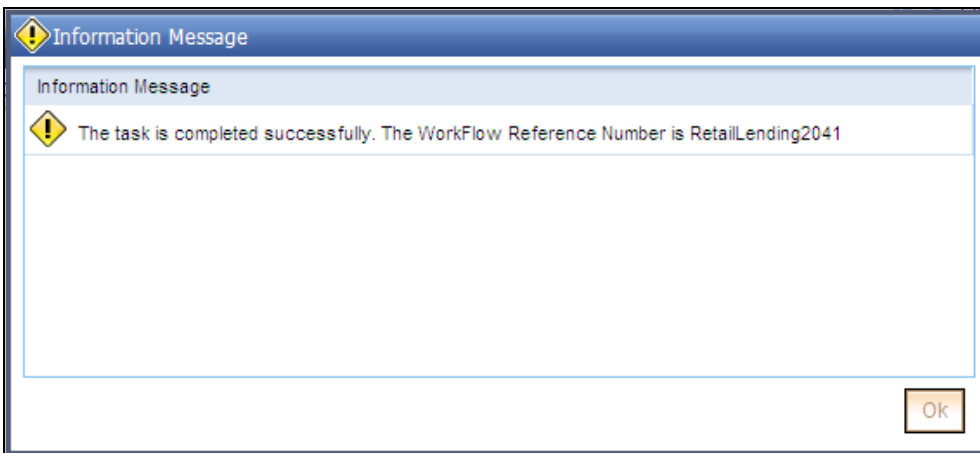 Information Message
Information Message
The task is completed successfully. The WorkFlow Reference Number is RetailLending2041
Ok